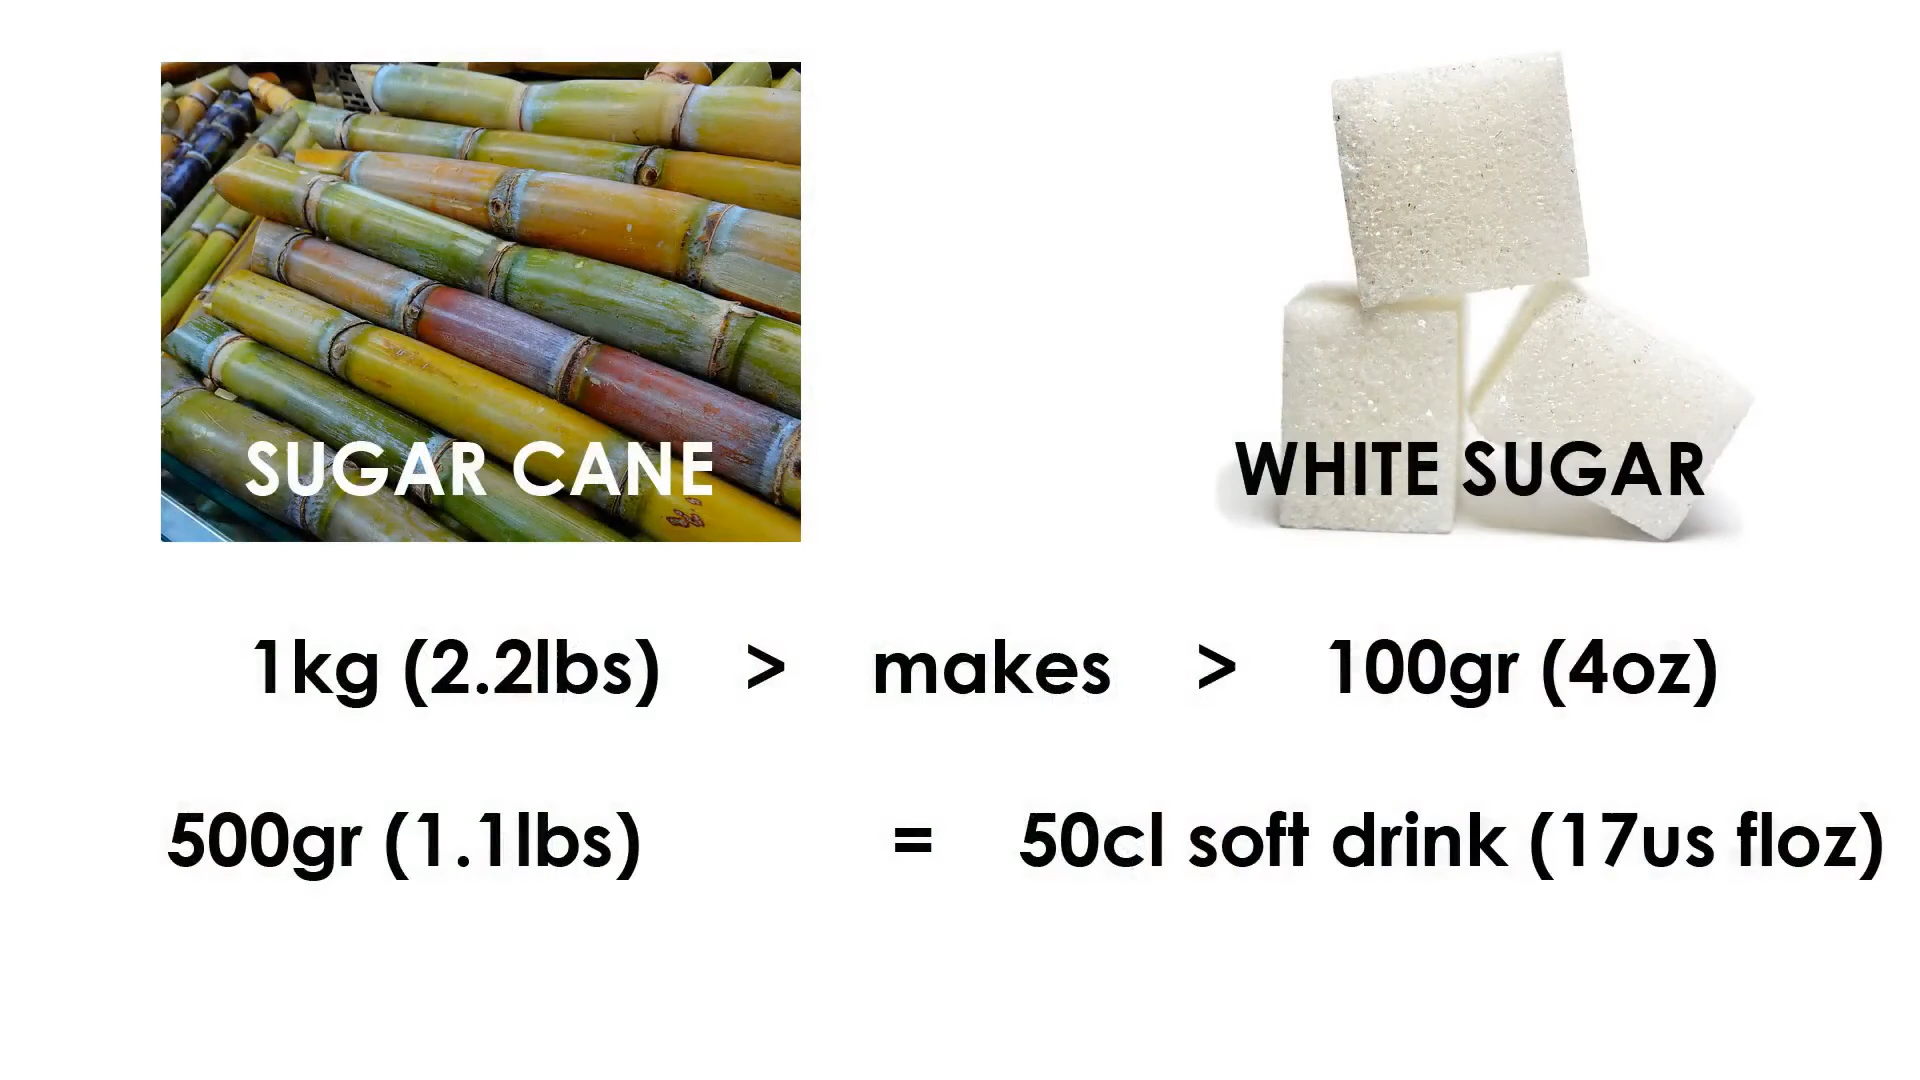 SUGAR CANE
WHITE SUGAR
1kg (2.2lbs) > makes > 100gr (4oz)
500gr (1.1lbs) = 50cl soft drink (17us floz)